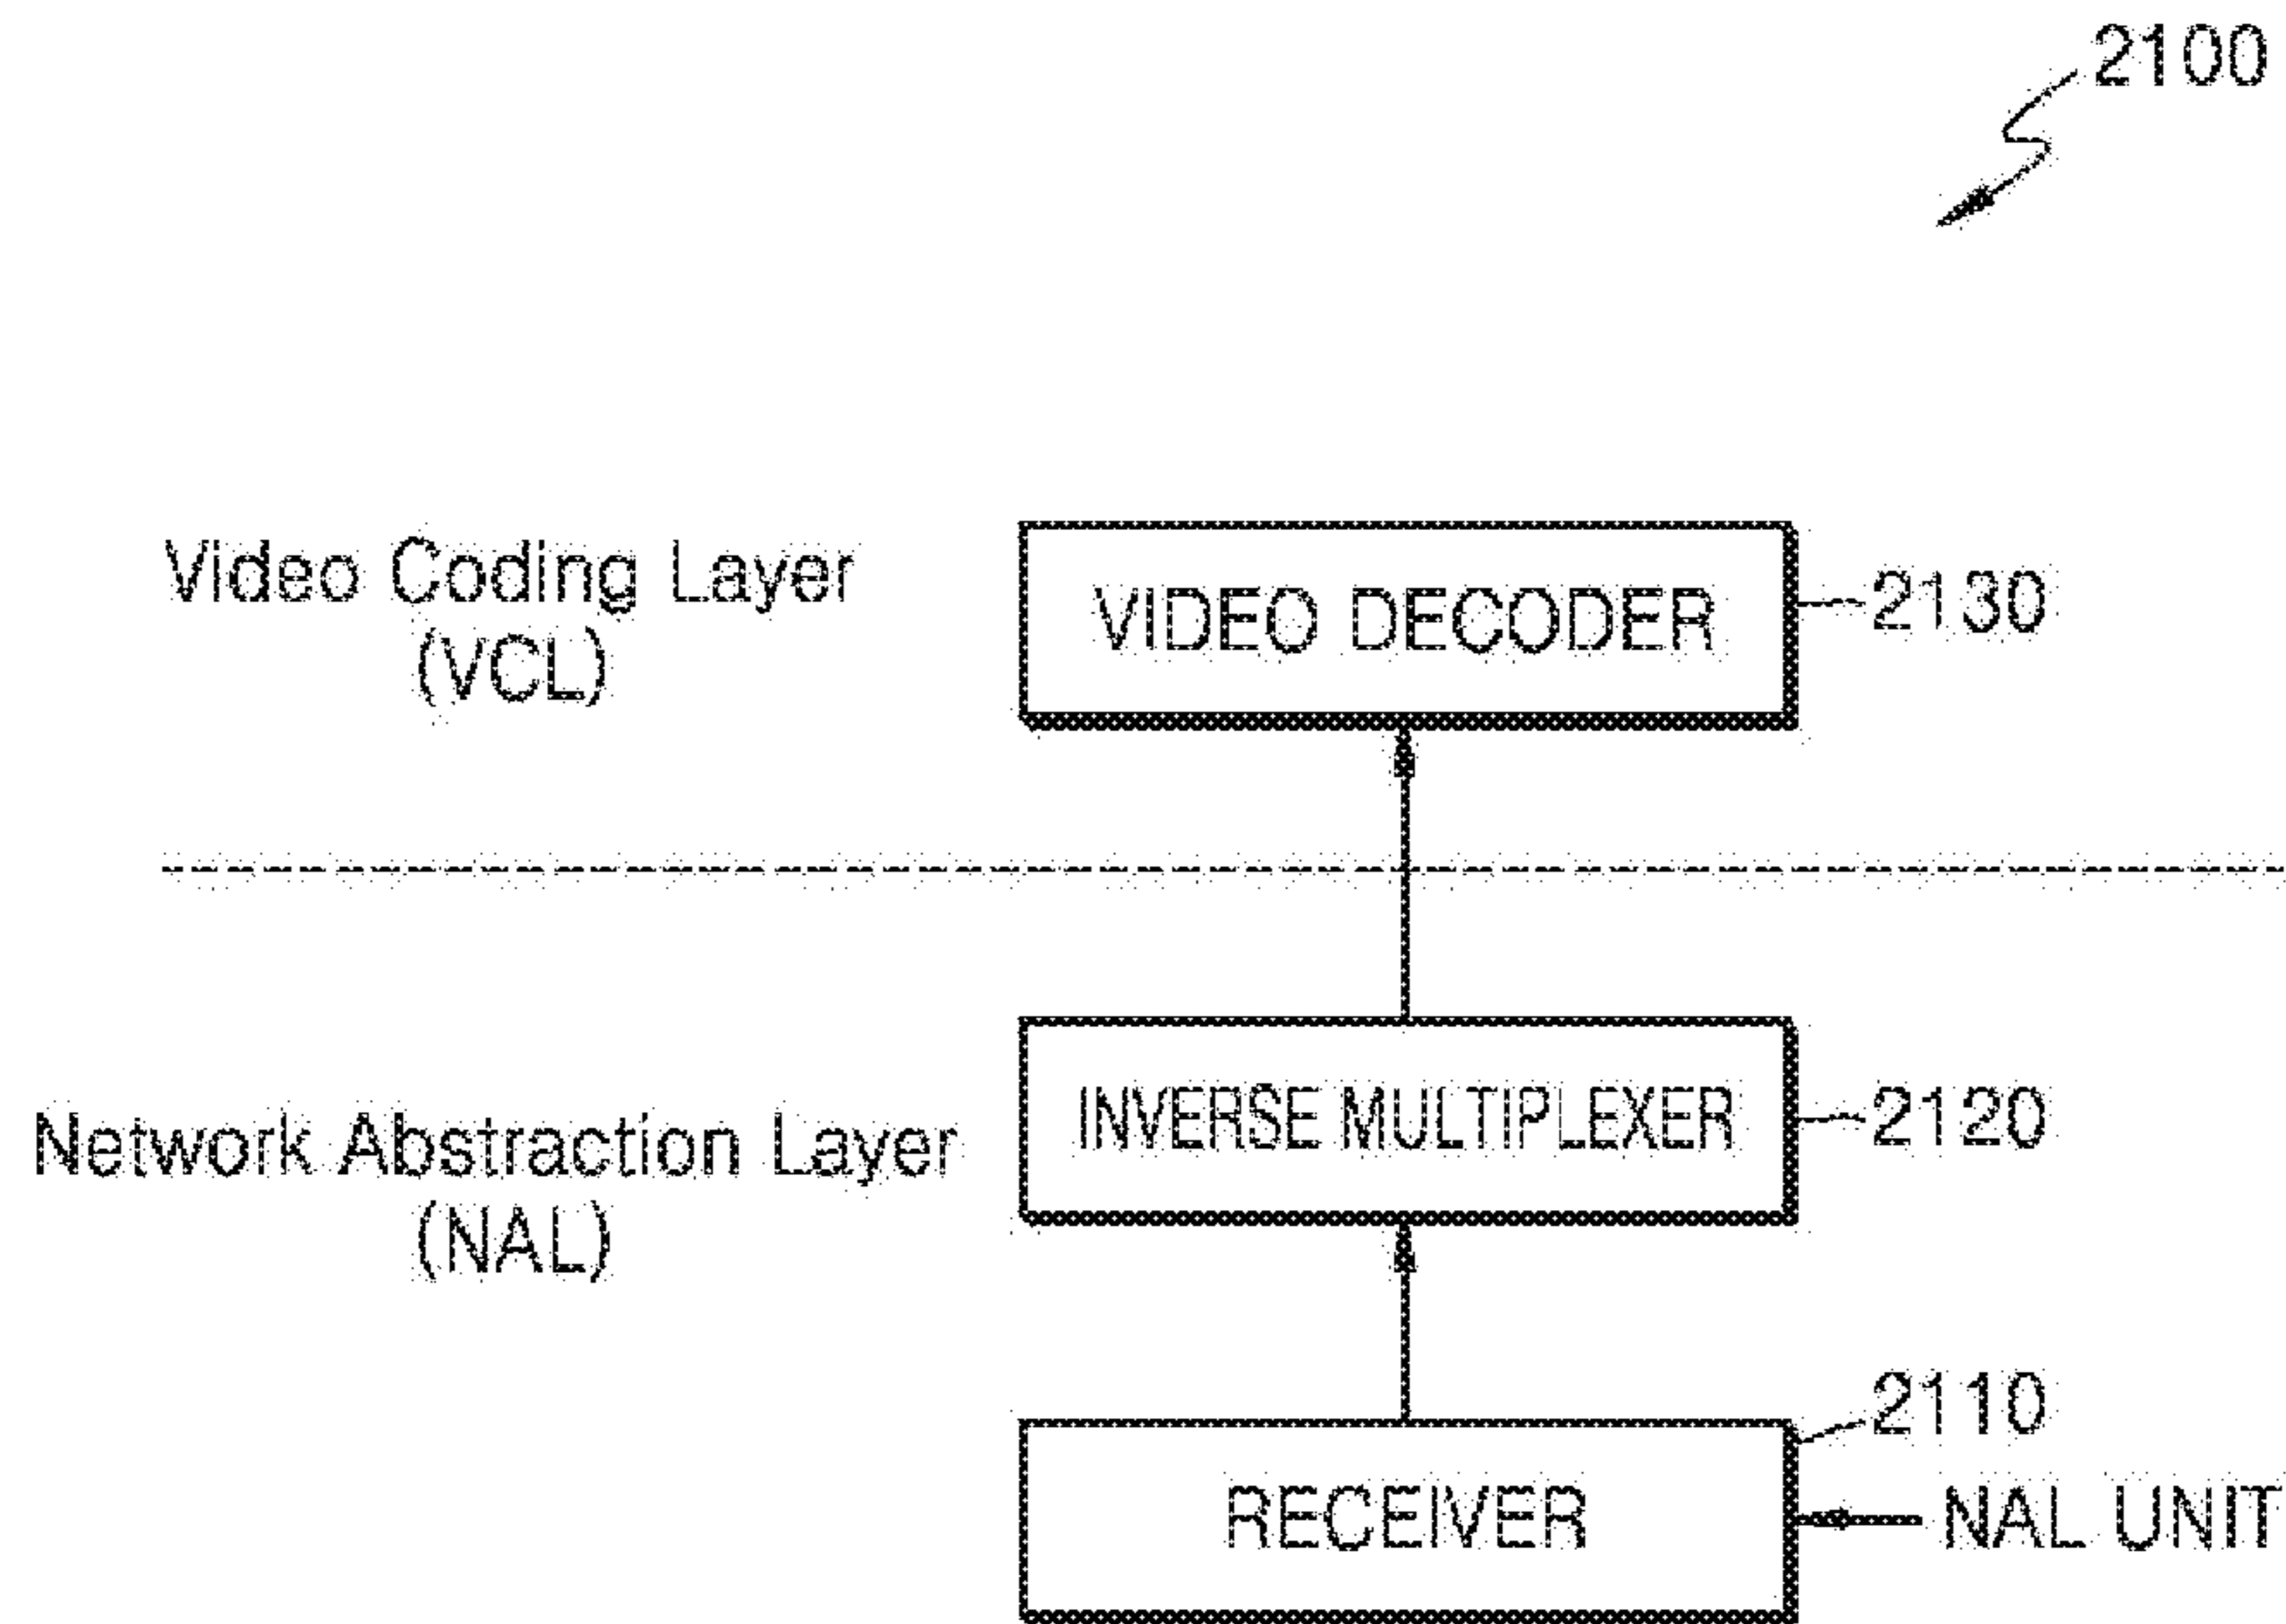 2100
Video Coding Layer
(VCL)
VIDEO DECODER
2130
Network Abstraction Layer
(NAL)
INVERSE MULTIPLEXER
2120
2110
RECEIVER
NAL UNIT